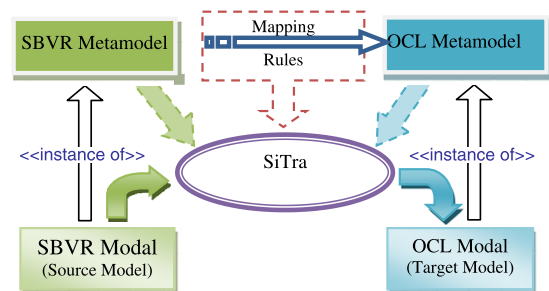 SBVR Metamodel
Mapping
Rules
OCL Metamodel
<<instance of>>
SiTra
<<instance of>>
SBVR Modal
(Source Model)
OCL Modal
(Target Model)